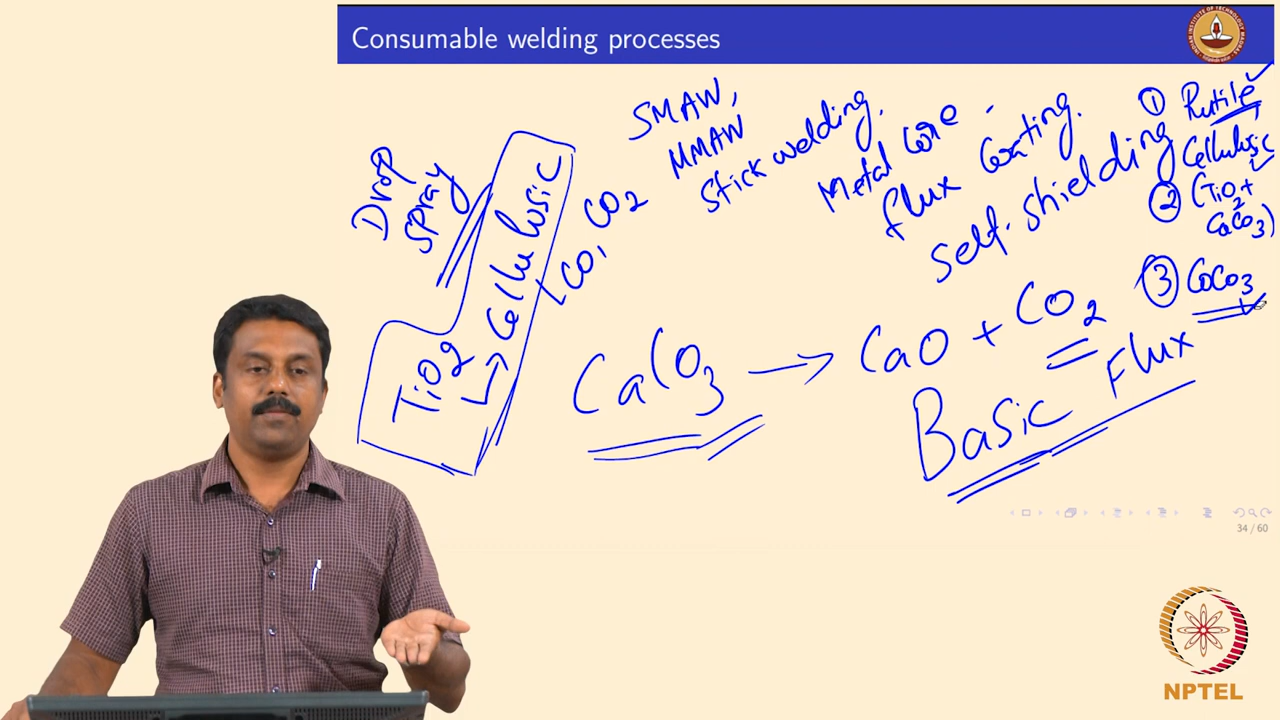 Consumable welding processes
SMAW,
MMAW
Stick welding.
Metal core -
flux coating.
self-shielding
① Rutile
Cellulosic
② (TiO2+
CaCO3)
③ CaCO3
Drop
spray
TiO2
Cellulosic
CO, CO2
CaCO3 → CaO + CO2
Basic Flux
34 / 60
NPTEL